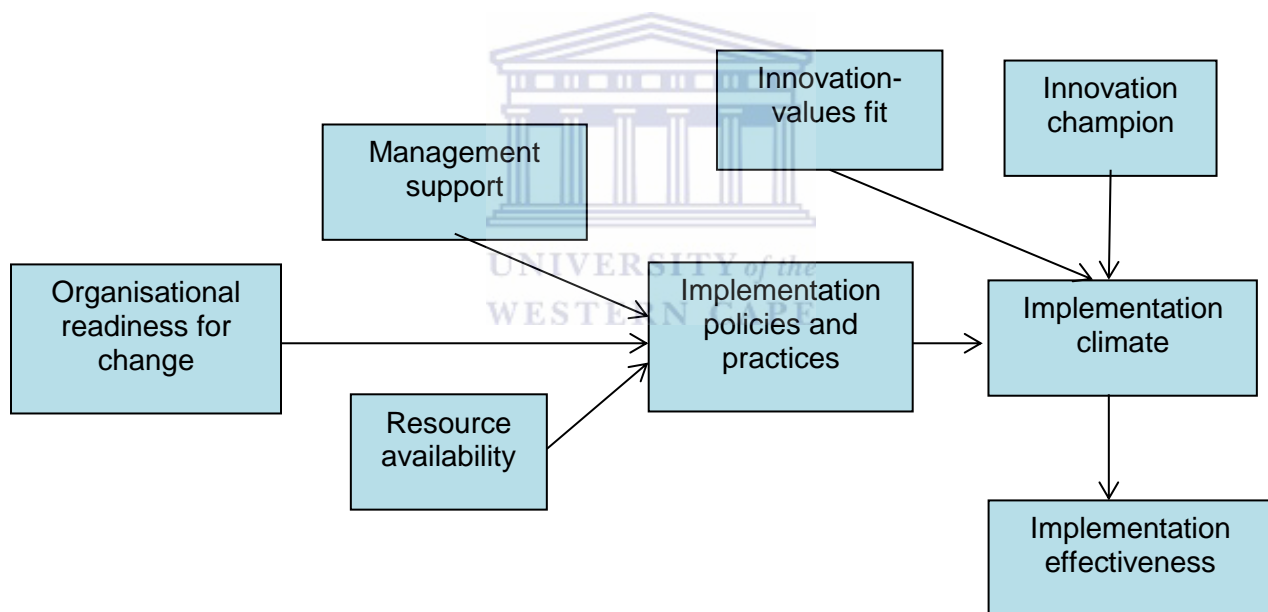 Innovation-
values fit
Innovation
champion
Management
support
UNIVERSITY of the
WESTERN CAPE
Organisational
readiness for
change
Implementation
policies and
practices
Implementation
climate
Resource
availability
Implementation
effectiveness